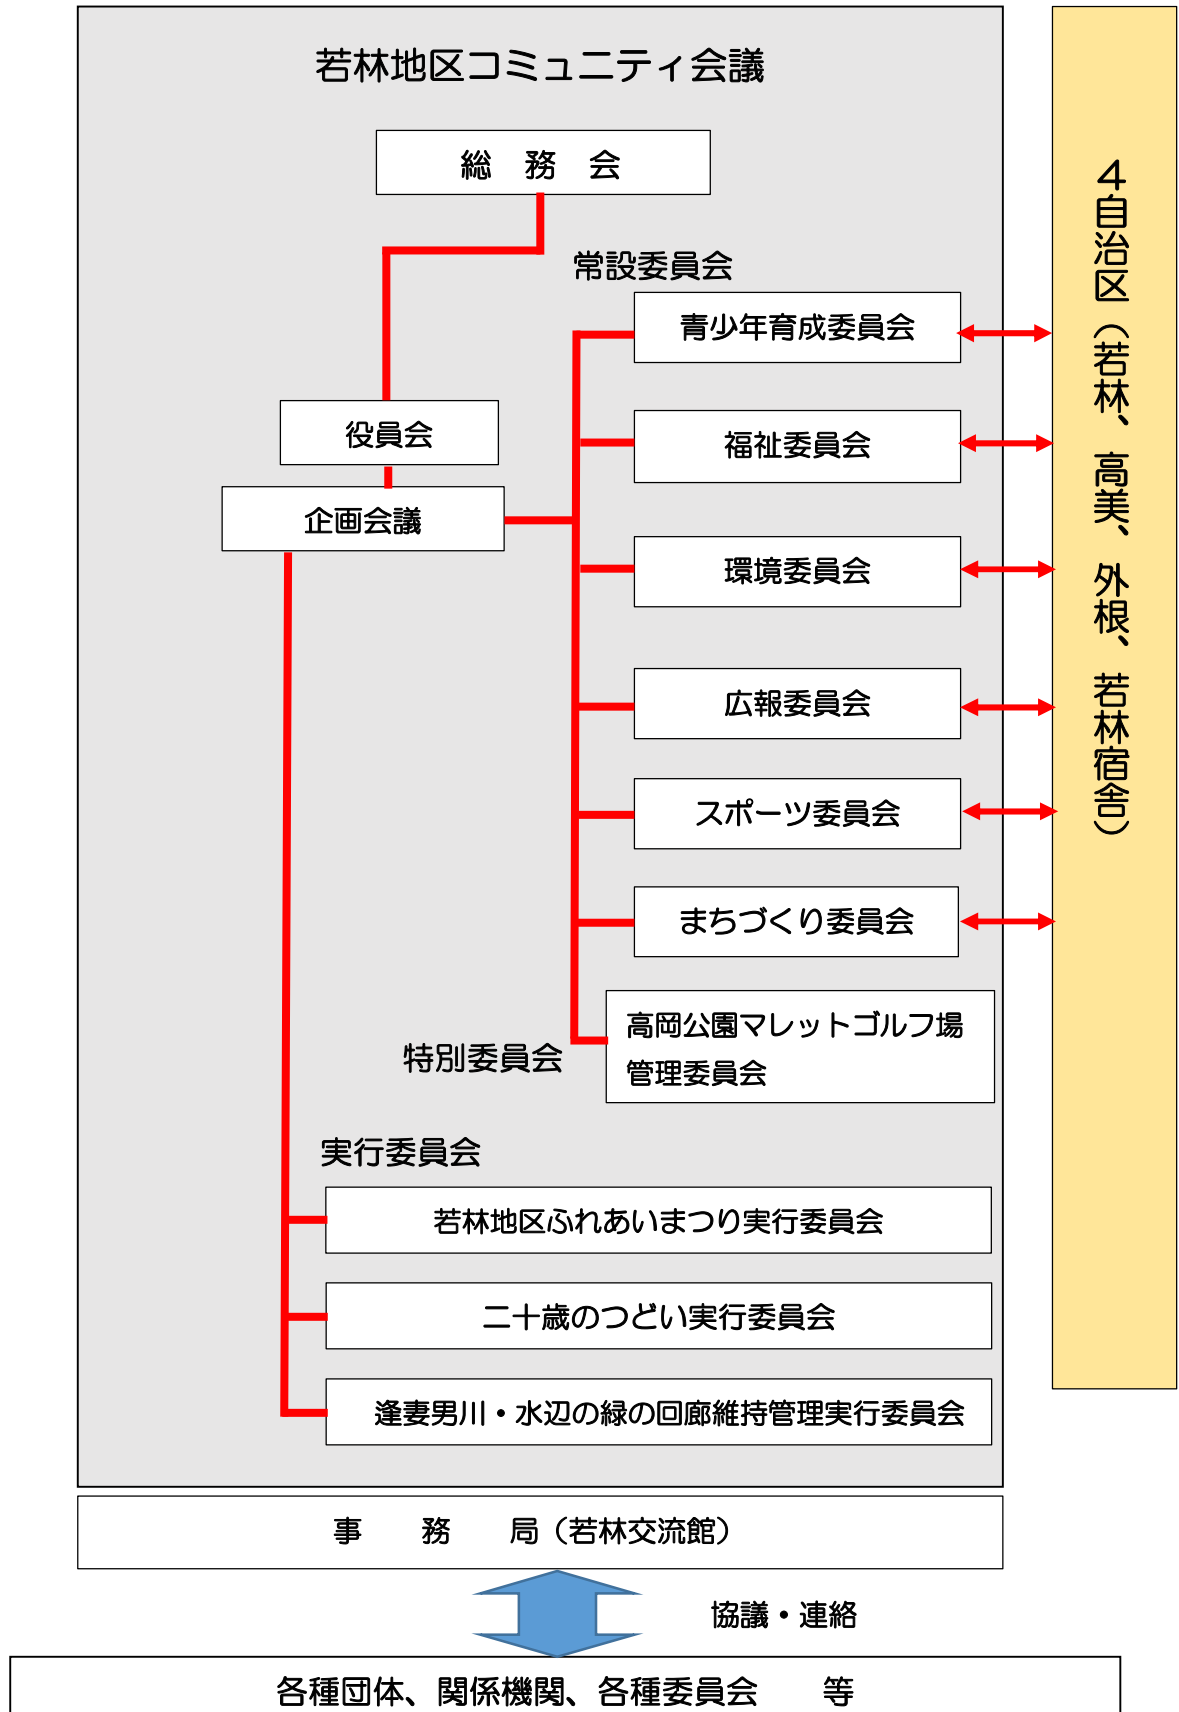 若林地区コミュニティ会議
総　務　会
常設委員会
青少年育成委員会
役員会
福祉委員会
企画会議
環境委員会
広報委員会
スポーツ委員会
まちづくり委員会
高岡公園マレットゴルフ場
管理委員会
特別委員会
実行委員会
若林地区ふれあいまつり実行委員会
二十歳のつどい実行委員会
逢妻男川・水辺の緑の回廊維持管理実行委員会
4自治区（若林、高美、外根、若林宿舎）
事　　務　　局（若林交流館）
協議・連絡
各種団体、関係機関、各種委員会　　等